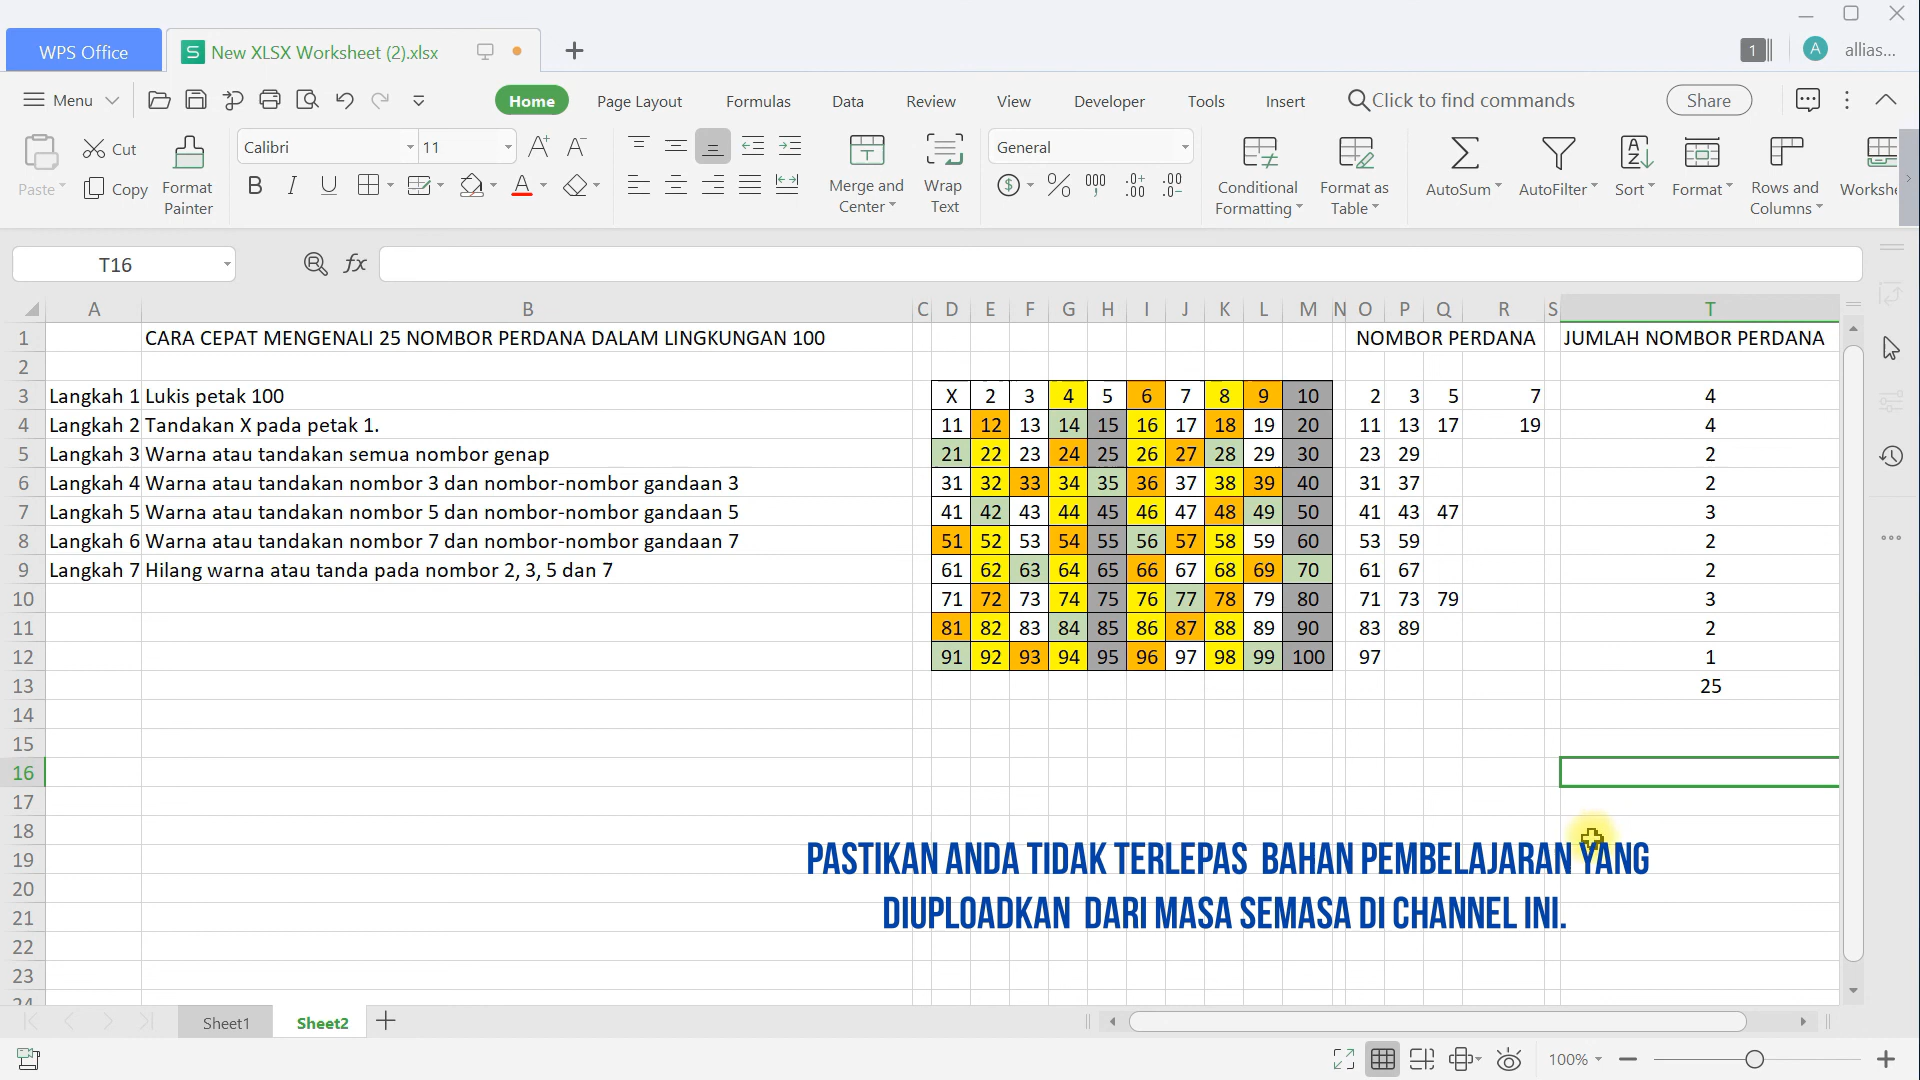 WPS Office
New XLSX Worksheet (2).xlsx
1
A
allias...
Menu
Home
Page Layout
Formulas
Data
Review
View
Developer
Tools
Insert
Click to find commands
Share
Paste
Cut
Copy
Format Painter
Calibri
11
Merge and Center
Wrap Text
General
Conditional Formatting
Format as Table
AutoSum
AutoFilter
Sort
Format
Rows and Columns
Workshe
T16
fx
A B C D E F G H I J K L M N O P Q R S T
1 CARA CEPAT MENGENALI 25 NOMBOR PERDANA DALAM LINGKUNGAN 100 NOMBOR PERDANA JUMLAH NOMBOR PERDANA
2
3 Langkah 1 Lukis petak 100 X 2 3 4 5 6 7 8 9 10 2 3 5 7 4
4 Langkah 2 Tandakan X pada petak 1. 11 12 13 14 15 16 17 18 19 20 11 13 17 19 4
5 Langkah 3 Warna atau tandakan semua nombor genap 21 22 23 24 25 26 27 28 29 30 23 29 2
6 Langkah 4 Warna atau tandakan nombor 3 dan nombor-nombor gandaan 3 31 32 33 34 35 36 37 38 39 40 31 37 2
7 Langkah 5 Warna atau tandakan nombor 5 dan nombor-nombor gandaan 5 41 42 43 44 45 46 47 48 49 50 41 43 47 3
8 Langkah 6 Warna atau tandakan nombor 7 dan nombor-nombor gandaan 7 51 52 53 54 55 56 57 58 59 60 53 59 2
9 Langkah 7 Hilang warna atau tanda pada nombor 2, 3, 5 dan 7 61 62 63 64 65 66 67 68 69 70 61 67 2
10 71 72 73 74 75 76 77 78 79 80 71 73 79 3
11 81 82 83 84 85 86 87 88 89 90 83 89 2
12 91 92 93 94 95 96 97 98 99 100 97 1
13 25
14
15
16
17
18
19
20
21
22
23
24
PASTIKAN ANDA TIDAK TERLEPAS BAHAN PEMBELAJARAN YANG
DIUPLOADKAN DARI MASA SEMASA DI CHANNEL INI.
Sheet1
Sheet2
100%